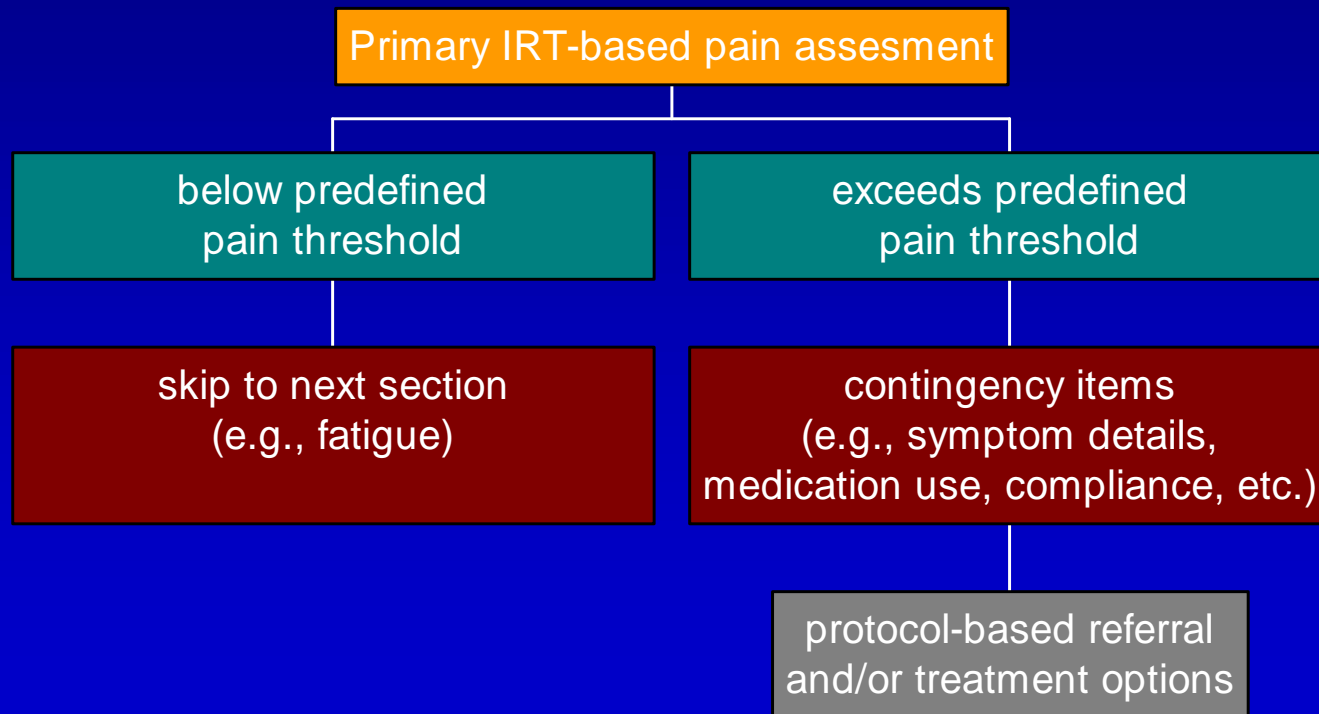 Primary IRT-based pain assesment
below predefined
pain threshold
exceeds predefined
pain threshold
skip to next section
(e.g., fatigue)
contingency items
(e.g., symptom details,
medication use, compliance, etc.)
protocol-based referral
and/or treatment options